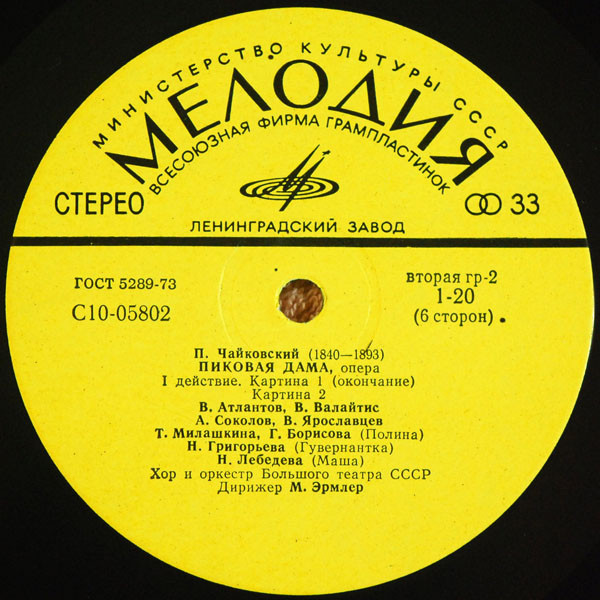 МИНИСТЕРСТВО КУЛЬТУРЫ СССР
МЕЛОДИЯ
ВСЕСОЮЗНАЯ ФИРМА ГРАМПЛАСТИНОК
СТЕРЕО
33
ЛЕНИНГРАДСКИЙ ЗАВОД
ГОСТ 5289-73
С10-05802
вторая гр-2
1-20
(6 сторон)
П. Чайковский (1840—1893)
ПИКОВАЯ ДАМА, опера
I действие. Картина 1 (окончание)
Картина 2
В. Атлантов, В. Валайтис
А. Соколов, В. Ярославцев
Т. Милашкина, Г. Борисова (Полина)
Н. Григорьева (Гувернантка)
Н. Лебедева (Маша)
Хор и оркестр Большого театра СССР
Дирижер М. Эрмлер